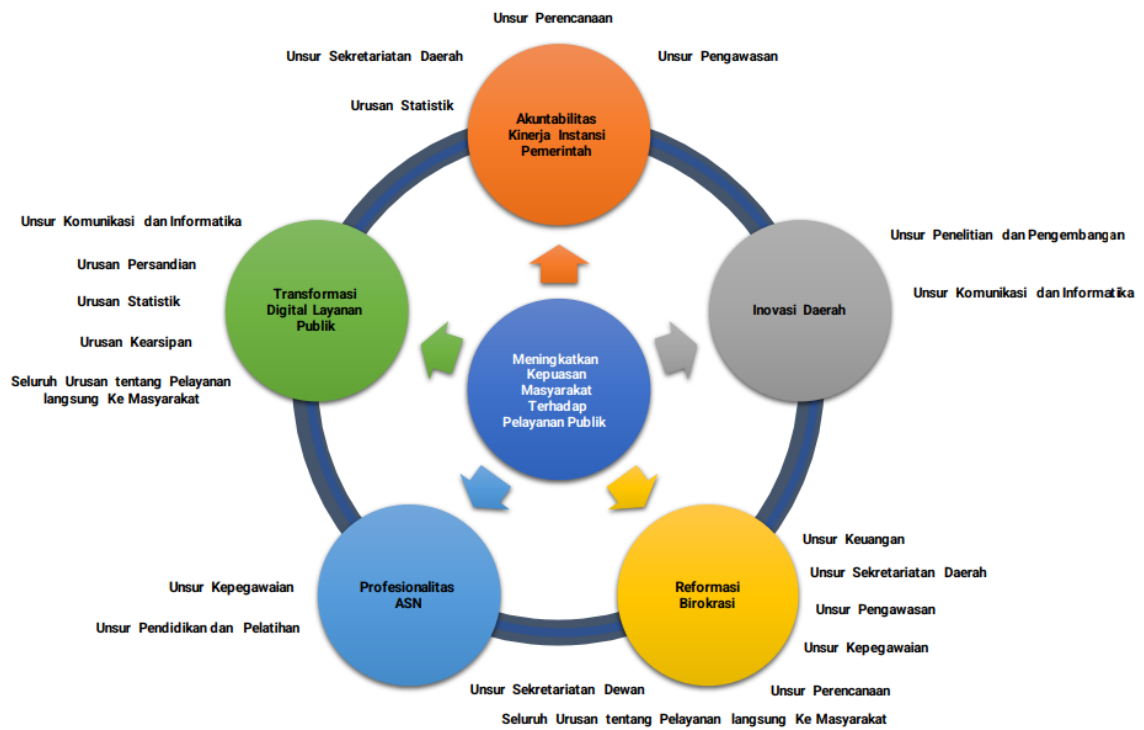 Unsur Perencanaan
Unsur Sekretariatan Daerah
Unsur Pengawasan
Urusan Statistik
Akuntabilitas
Kinerja Instansi
Pemerintah
Unsur Komunikasi dan Informatika
Urusan Persandian
Urusan Statistik
Urusan Kearsipan
Seluruh Urusan tentang Pelayanan
langsung Ke Masyarakat
Transformasi
Digital Layanan
Publik
Meningkatkan
Kepuasan
Masyarakat
Terhadap
Pelayanan Publik
Inovasi Daerah
Unsur Penelitian dan Pengembangan
Unsur Komunikasi dan Informatika
Unsur Kepegawaian
Unsur Pendidikan dan Pelatihan
Profesionalitas
ASN
Reformasi
Birokrasi
Unsur Keuangan
Unsur Sekretariatan Daerah
Unsur Pengawasan
Unsur Kepegawaian
Unsur Sekretariatan Dewan
Unsur Perencanaan
Seluruh Urusan tentang Pelayanan langsung Ke Masyarakat